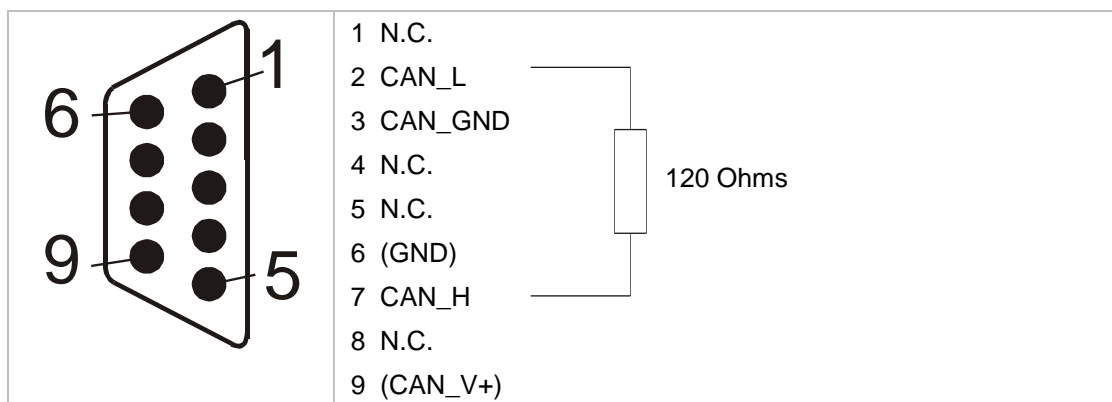 1
6
9
5
1 N.C.
2 CAN_L
3 CAN_GND
4 N.C.
5 N.C.
6 (GND)
7 CAN_H
8 N.C.
9 (CAN_V+)
120 Ohms